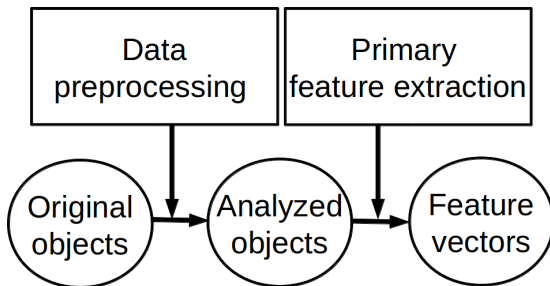 Data
preprocessing
Primary
feature extraction
Original
objects
Analyzed
objects
Feature
vectors